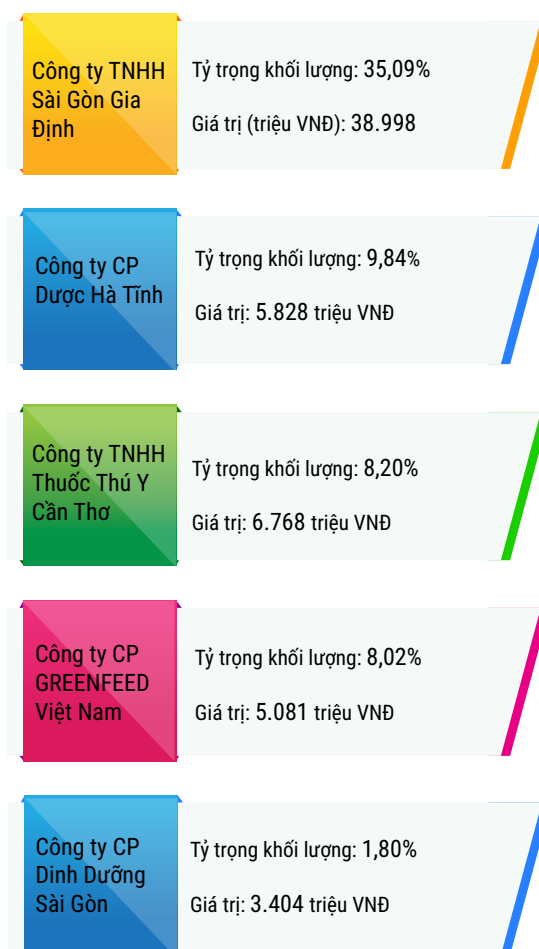 Công ty TNHH
Sài Gòn Gia
Định
Tỷ trọng khối lượng: 35,09%
Giá trị (triệu VNĐ): 38.998
Công ty CP
Dược Hà Tĩnh
Tỷ trọng khối lượng: 9,84%
Giá trị: 5.828 triệu VNĐ
Công ty TNHH
Thuốc Thú Y
Cần Thơ
Tỷ trọng khối lượng: 8,20%
Giá trị: 6.768 triệu VNĐ
Công ty CP
GREENFEED
Việt Nam
Tỷ trọng khối lượng: 8,02%
Giá trị: 5.081 triệu VNĐ
Công ty CP
Dinh Dưỡng
Sài Gòn
Tỷ trọng khối lượng: 1,80%
Giá trị: 3.404 triệu VNĐ